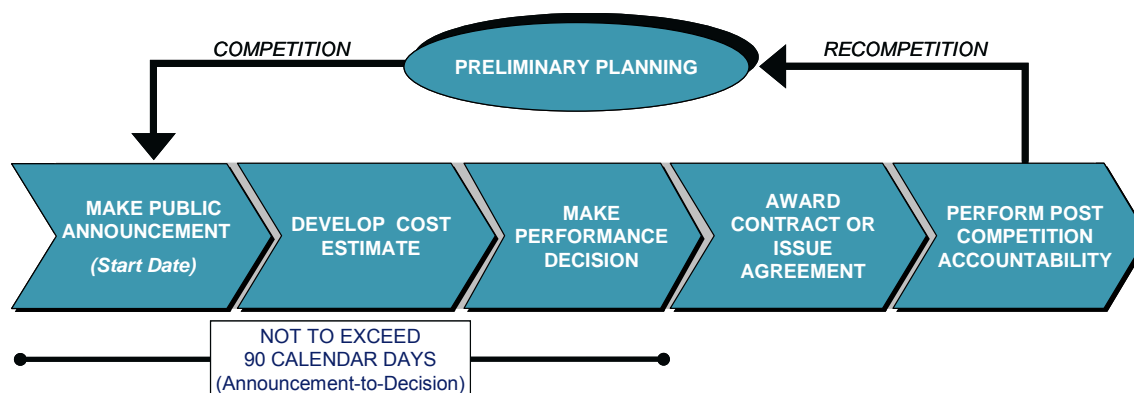 COMPETITION
PRELIMINARY PLANNING
RECOMPETITION
MAKE PUBLIC
ANNOUNCEMENT
(Start Date)
DEVELOP COST
ESTIMATE
MAKE
PERFORMANCE
DECISION
AWARD
CONTRACT OR
ISSUE
AGREEMENT
PERFORM POST
COMPETITION
ACCOUNTABILITY
NOT TO EXCEED
90 CALENDAR DAYS
(Announcement-to-Decision)